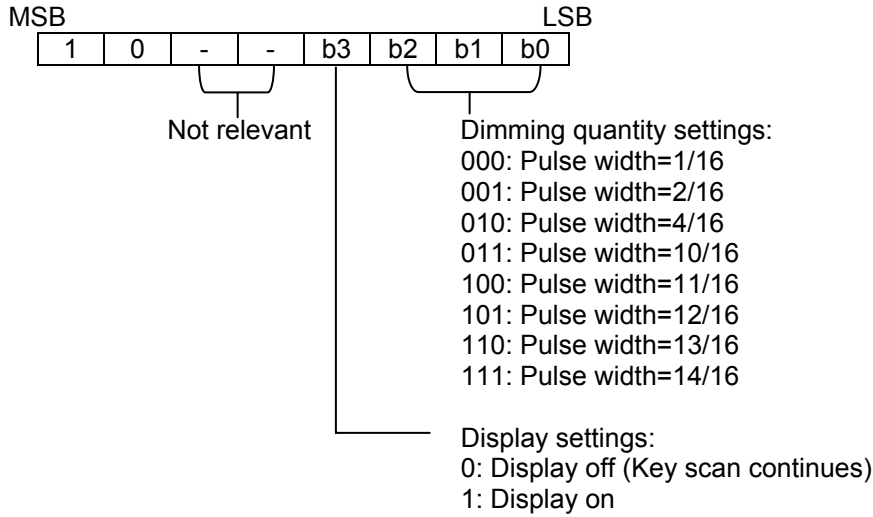 MSB LSB
1 0 - - b3 b2 b1 b0
Not relevant
Dimming quantity settings:
000: Pulse width=1/16
001: Pulse width=2/16
010: Pulse width=4/16
011: Pulse width=10/16
100: Pulse width=11/16
101: Pulse width=12/16
110: Pulse width=13/16
111: Pulse width=14/16
Display settings:
0: Display off (Key scan continues)
1: Display on